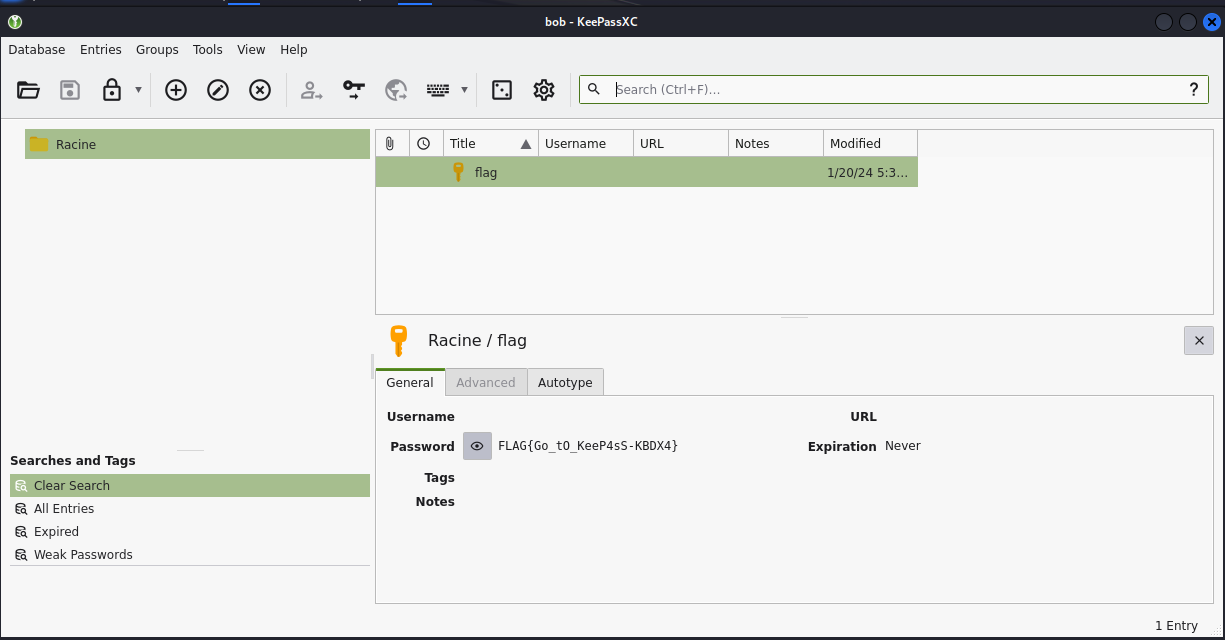 bob - KeePassXC
Database Entries Groups Tools View Help
Search (Ctrl+F)... ?
Racine
Title Username URL Notes Modified
flag 1/20/24 5:3...
Racine / flag
General Advanced Autotype
Username URL
Password FLAG{Go_tO_KeeP4sS-KBDX4} Expiration Never
Tags
Notes
Searches and Tags
Clear Search
All Entries
Expired
Weak Passwords
1 Entry